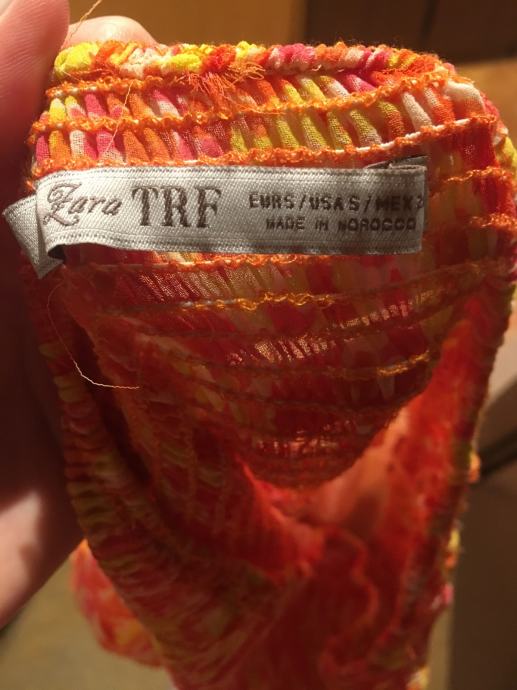 Zara TRF
EUR S/USA S/MEX 2
MADE IN MOROCCO